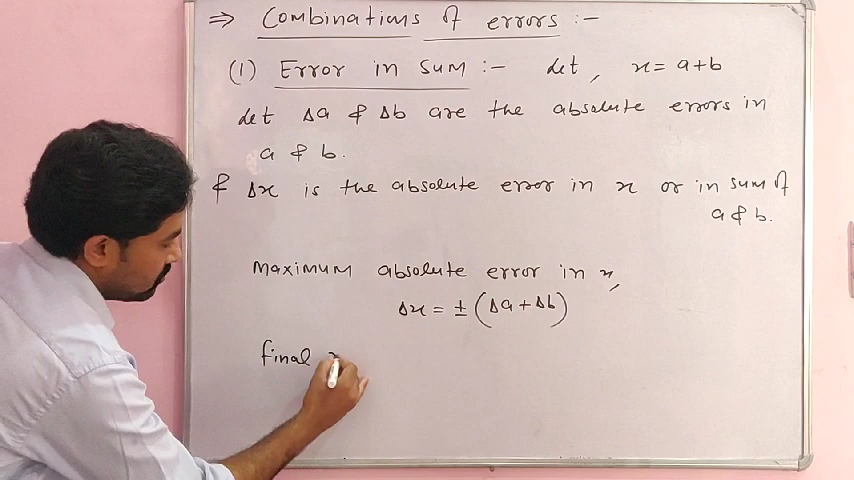 ⇒ Combinations of errors :-
(1) Error in sum :- Let, x = a+b
Let Δa & Δb are the absolute errors in
a & b.
& Δx is the absolute error in x or in sum of
a & b.
Maximum absolute error in x,
Δx = ± (Δa + Δb)
final